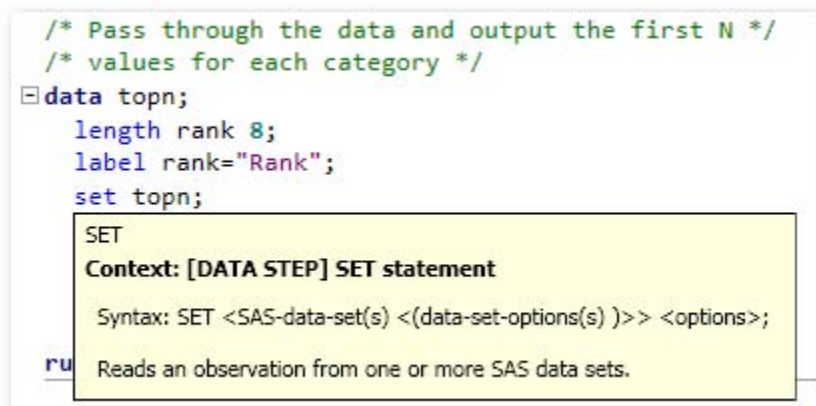 /* Pass through the data and output the first N */
/* values for each category */
data topn;
length rank 8;
label rank="Rank";
set topn;
SET
Context: [DATA STEP] SET statement
Syntax: SET <SAS-data-set(s) <(data-set-options(s) )>> <options>;
ru
Reads an observation from one or more SAS data sets.